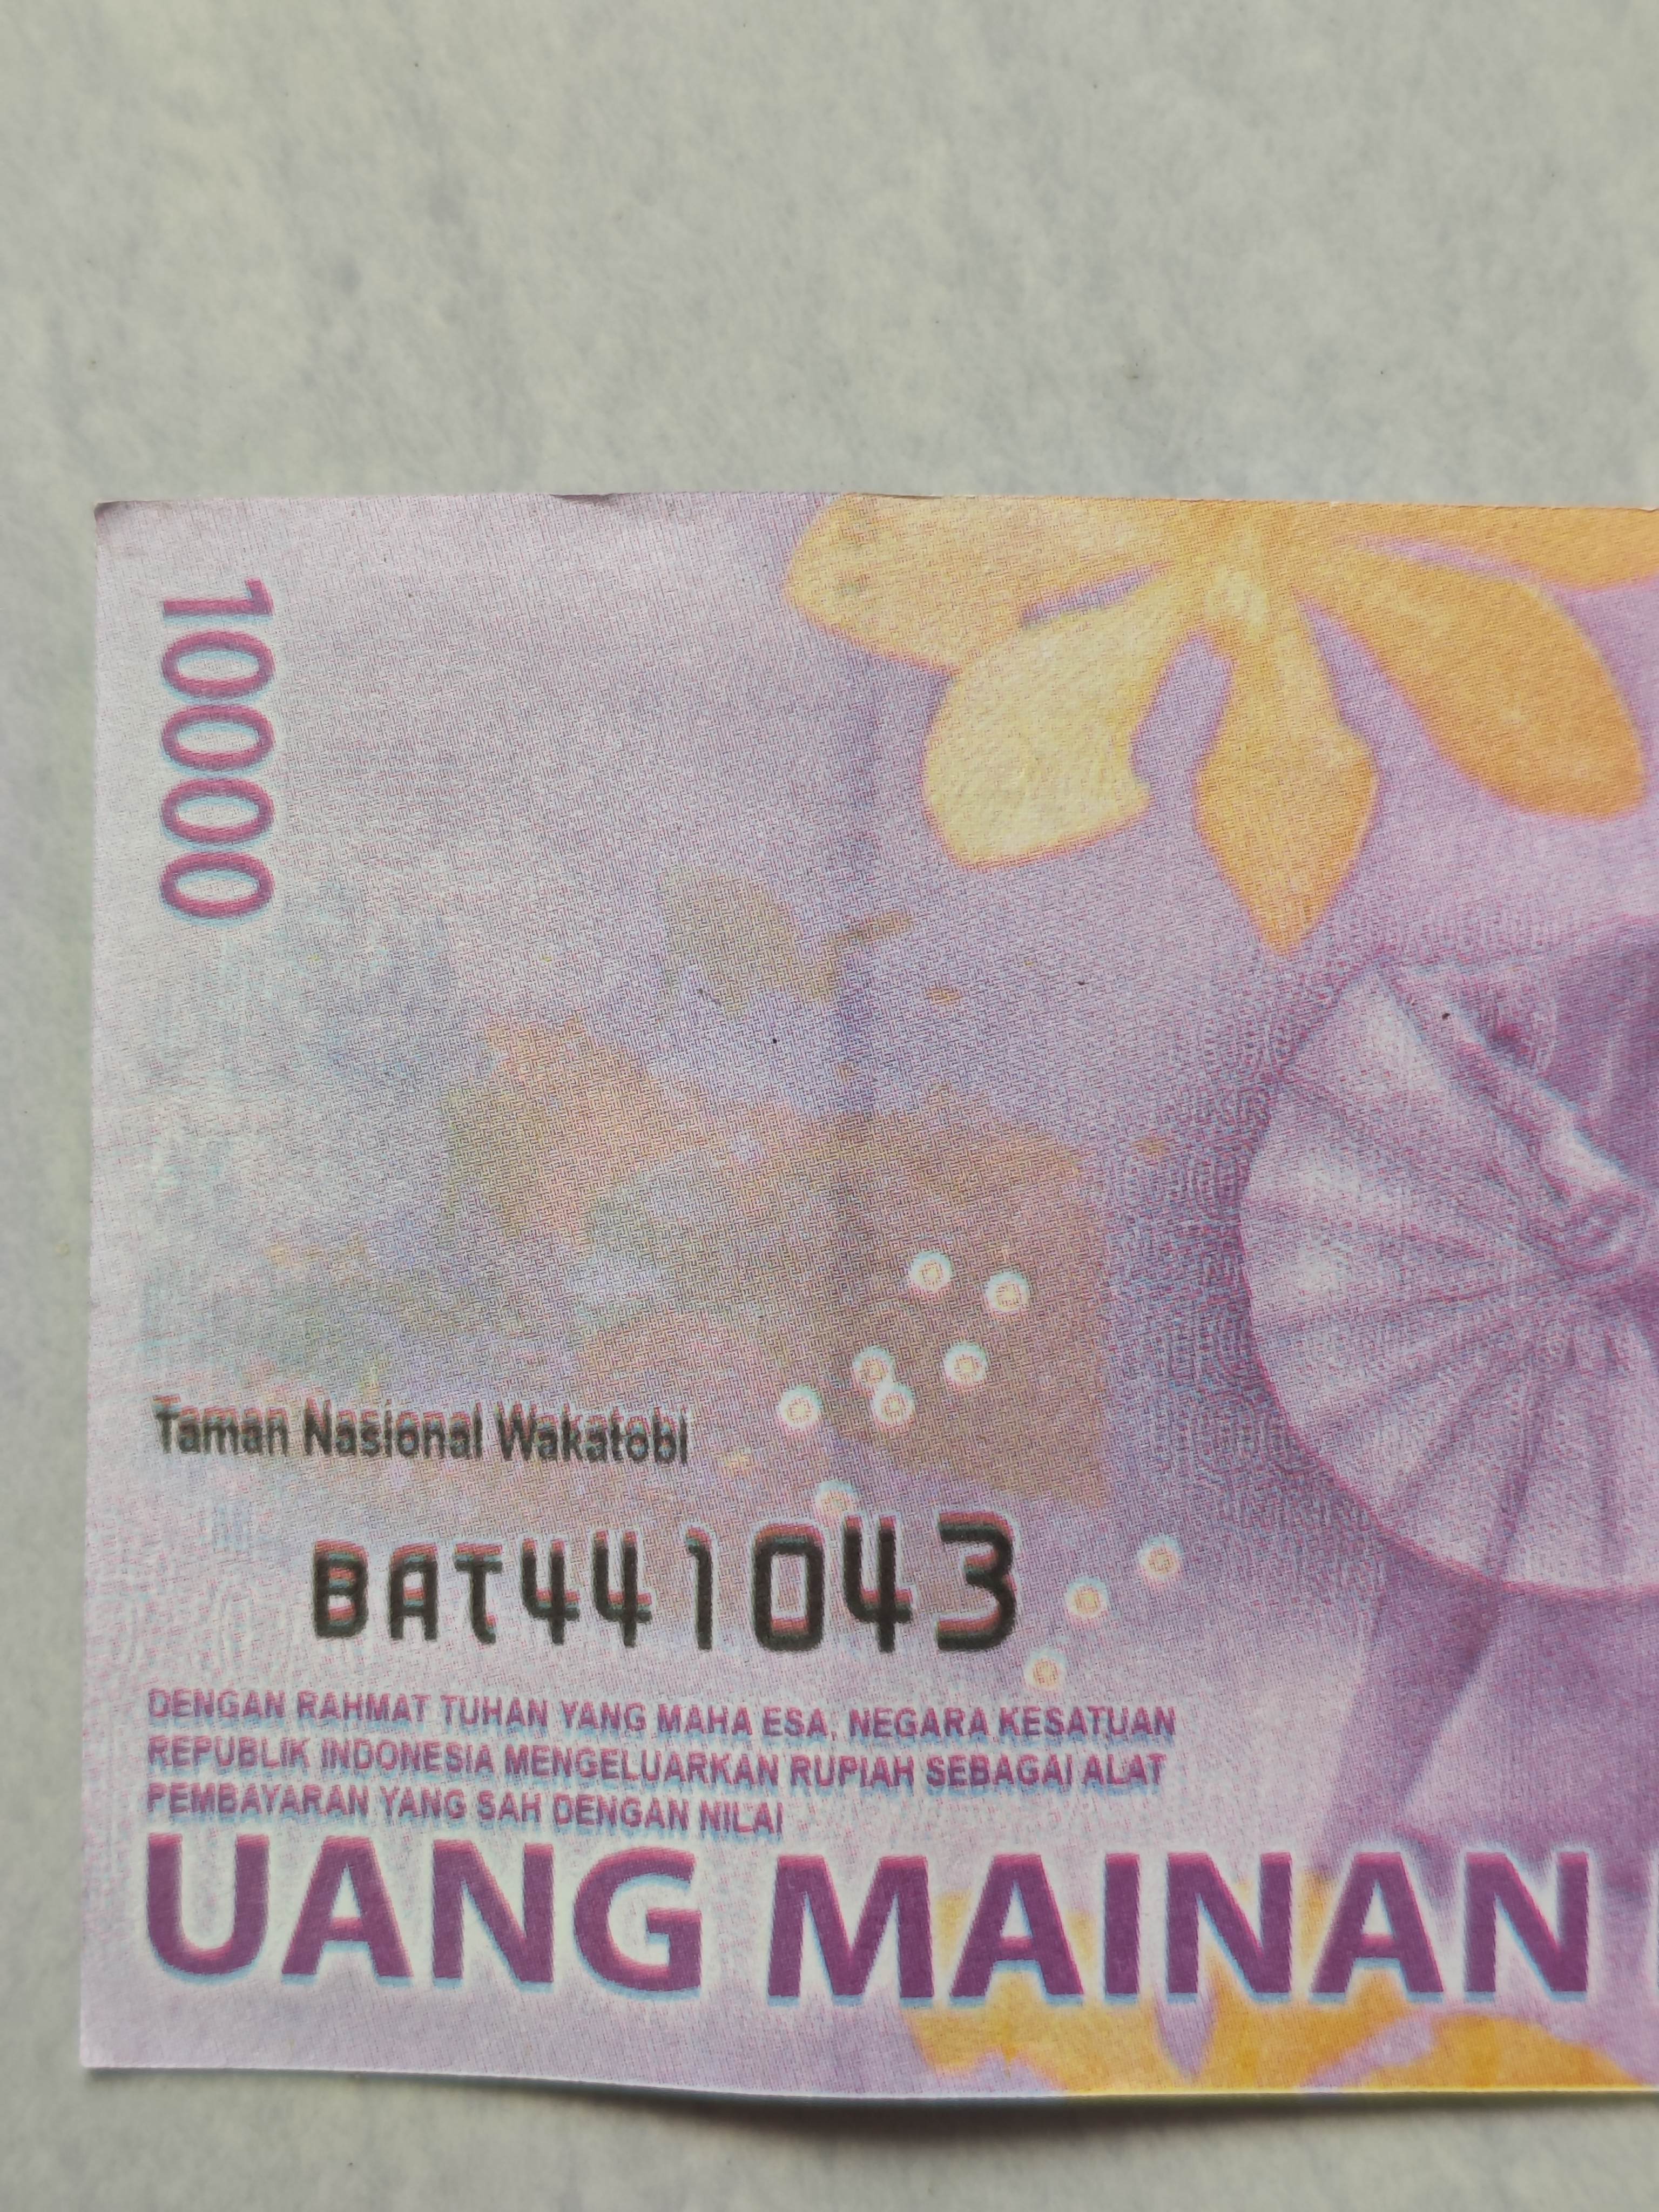 10000
Taman Nasional Wakatobi
BAT441043
DENGAN RAHMAT TUHAN YANG MAHA ESA, NEGARA KESATUAN
REPUBLIK INDONESIA MENGELUARKAN RUPIAH SEBAGAI ALAT
PEMBAYARAN YANG SAH DENGAN NILAI
UANG MAINAN